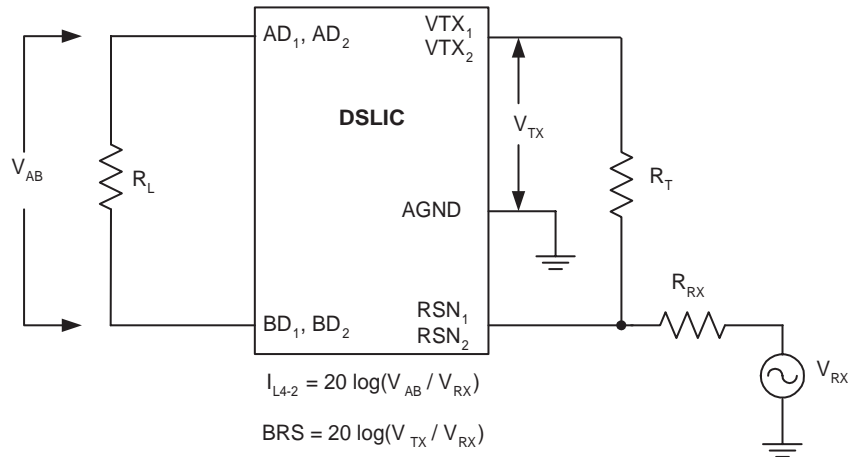 AD1, AD2
VTX1
VTX2
DSLIC
VTX
VAB
RL
RT
AGND
RRX
BD1, BD2
RSN1
RSN2
VRX
IL4-2 = 20 log(VAB / VRX)
BRS = 20 log(VTX / VRX)